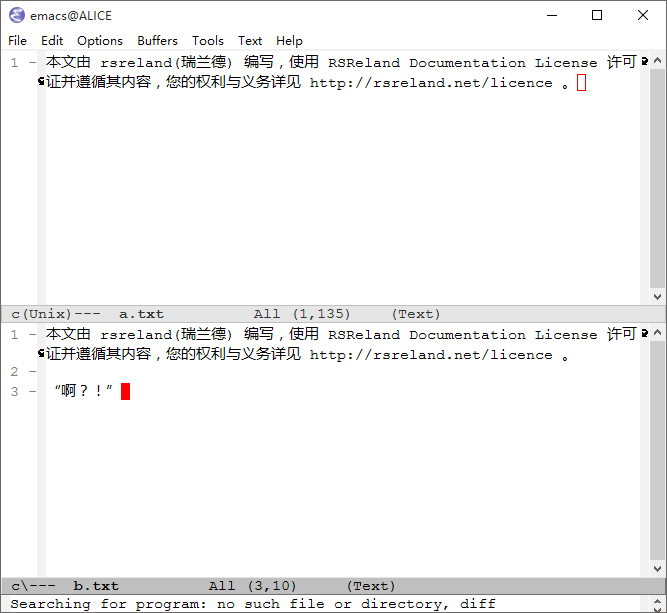 emacs@ALICE
File Edit Options Buffers Tools Text Help
1 - 本文由 rsreland(瑞兰德) 编写，使用 RSReland Documentation License 许可
证并遵循其内容，您的权利与义务详见 http://rsreland.net/licence 。
c(Unix)--- a.txt All (1,135) (Text)
1 - 本文由 rsreland(瑞兰德) 编写，使用 RSReland Documentation License 许可
证并遵循其内容，您的权利与义务详见 http://rsreland.net/licence 。
2 -
3 - “啊？！”
c\--- b.txt All (3,10) (Text)
Searching for program: no such file or directory, diff